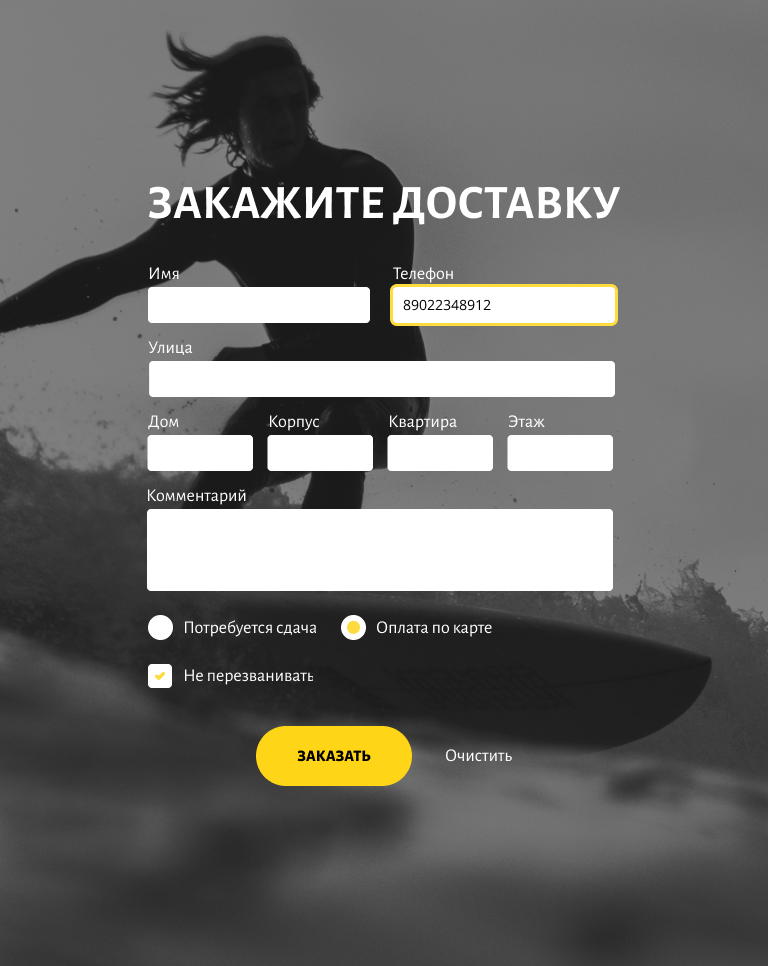 ЗАКАЖИТЕ ДОСТАВКУ
Имя Телефон
89022348912
Улица
Дом Корпус Квартира Этаж
Комментарий
Потребуется сдача Оплата по карте
Не перезванивать
ЗАКАЗАТЬ Очистить